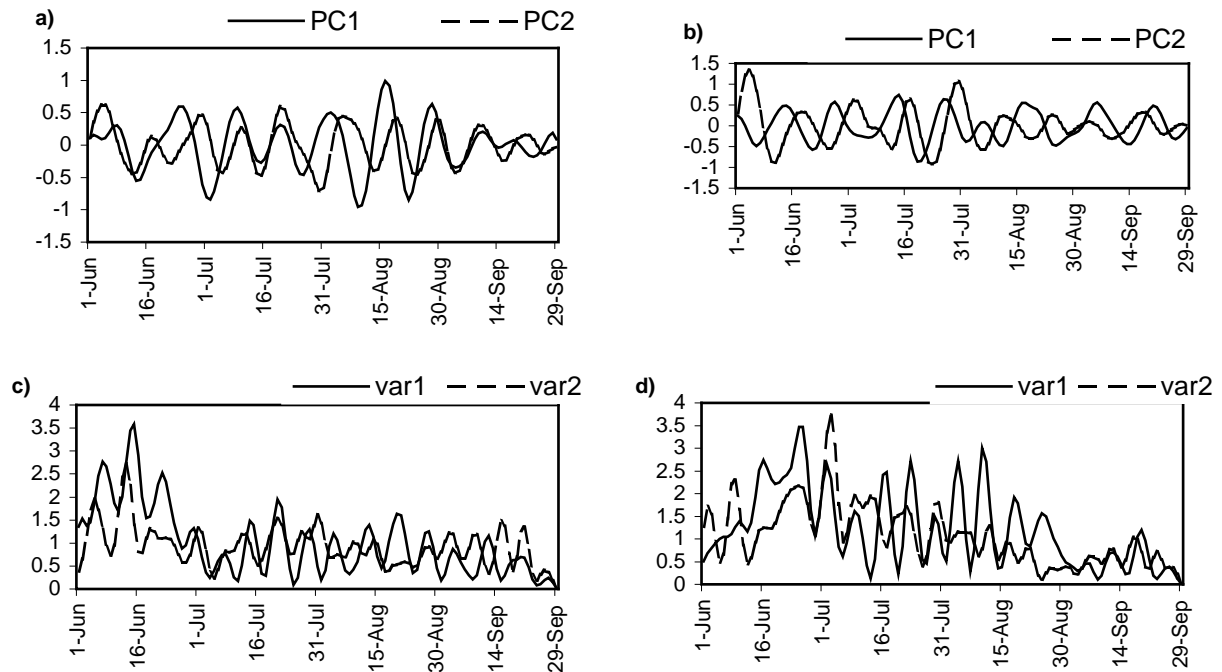 a)
PC1 PC2
1.5
1
0.5
0
-0.5
-1
-1.5
1-Jun
16-Jun
1-Jul
16-Jul
31-Jul
15-Aug
30-Aug
14-Sep
29-Sep
b)
PC1 PC2
1.5
1
0.5
0
-0.5
-1
-1.5
1-Jun
16-Jun
1-Jul
16-Jul
31-Jul
15-Aug
30-Aug
14-Sep
29-Sep
c)
var1 var2
4
3.5
3
2.5
2
1.5
1
0.5
0
1-Jun
16-Jun
1-Jul
16-Jul
31-Jul
15-Aug
30-Aug
14-Sep
29-Sep
d)
var1 var2
4
3.5
3
2.5
2
1.5
1
0.5
0
1-Jun
16-Jun
1-Jul
16-Jul
31-Jul
15-Aug
30-Aug
14-Sep
29-Sep